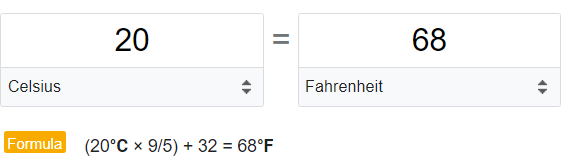 20 = 68
Celsius Fahrenheit
Formula (20°C × 9/5) + 32 = 68°F